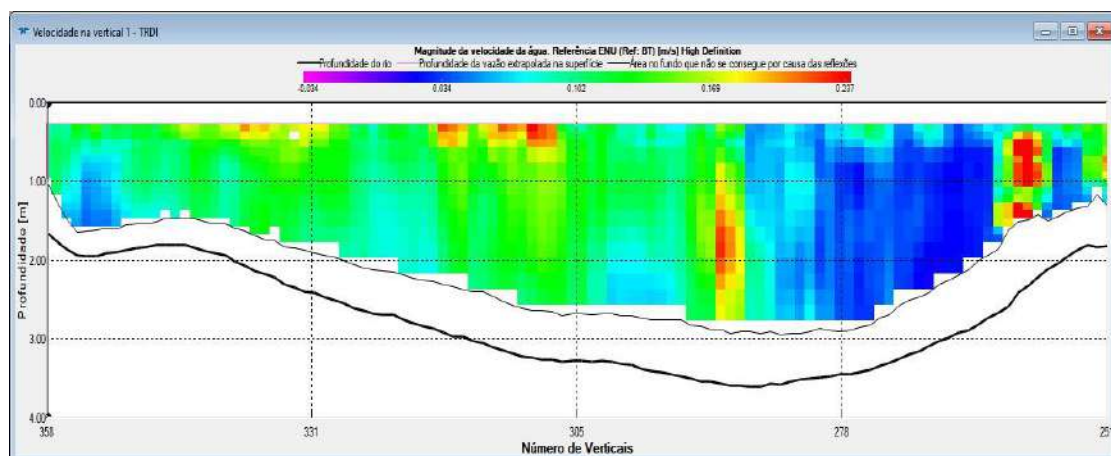 Velocidade na vertical 1 - TRDI
Magnitude da velocidade da água. Referência ENU (Ref: BT) [m/s] High Definition
Profundidade do rio Profundidade da vazão extrapolada na superfície Área no fundo que não se consegue por causa das reflexões
-0.034 0.034 0.102 0.169 0.237
Profundidade [m]
0.00
1.00
2.00
3.00
4.00
358 331 305 278 251
Número de Verticais